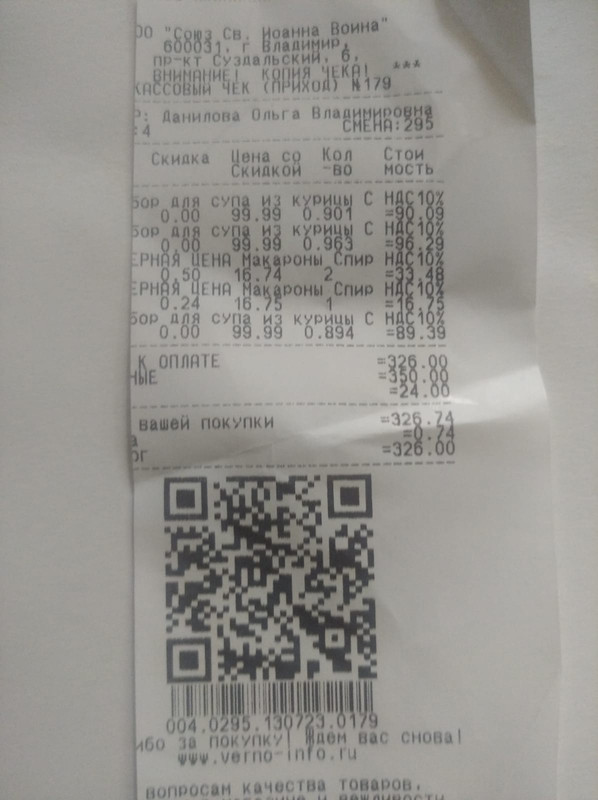 ОО "Союз Св. Иоанна Воина"
600031, г Владимир,
пр-кт Суздальский, 6,
ВНИМАНИЕ! КОПИЯ ЧЕКА! ***
КАССОВЫЙ ЧЕК (ПРИХОД) №179
Р: Данилова Ольга Владимировна
:4 СМЕНА:295
Скидка Цена со Кол Стои
Скидкой -во мость
бор для супа из курицы С НДС10%
0.00 99.99 0.901 =90.09
бор для супа из курицы С НДС10%
0.00 99.99 0.963 =96.29
ЕРНАЯ ЦЕНА Макароны Спир НДС10%
0.50 16.74 2 =33.48
ЕРНАЯ ЦЕНА Макароны Спир НДС10%
0.24 16.75 1 =16.75
бор для супа из курицы С НДС10%
0.00 99.99 0.894 =89.39
К ОПЛАТЕ =326.00
НЫЕ =350.00
=24.00
вашей покупки =326.74
а =0.74
ог =326.00
004.0295.130723.0179
ибо за покупку! Ждем вас снова!
www.verno-info.ru
вопросам качества товаров,
и вежливости